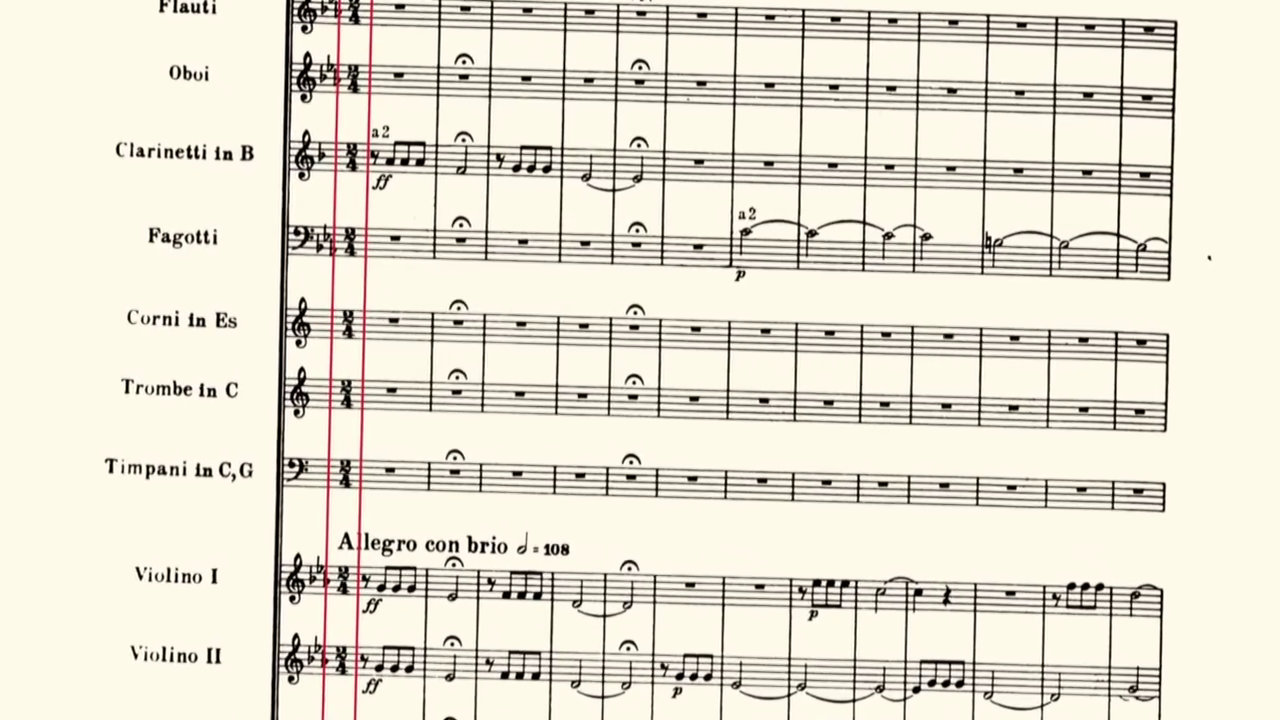 Flauti
Oboi
a 2
Clarinetti in B
ff
a 2
Fagotti
p
Corni in Es
Trombe in C
Timpani in C,G
Allegro con brio 𝅗𝅥 = 108
Violino I
ff
p
Violino II
ff
p